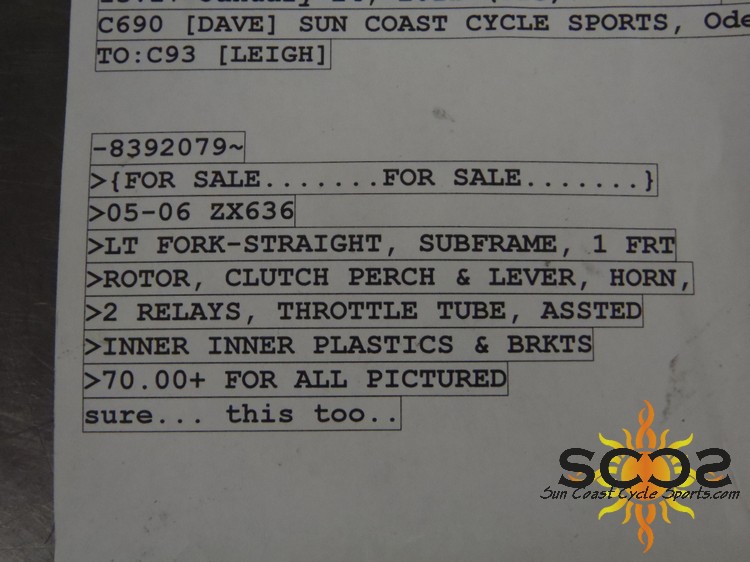 C690 [DAVE] SUN COAST CYCLE SPORTS, Ode
TO:C93 [LEIGH]
-8392079~
>{FOR SALE.......FOR SALE.......}
>05-06 ZX636
>LT FORK-STRAIGHT, SUBFRAME, 1 FRT
>ROTOR, CLUTCH PERCH & LEVER, HORN,
>2 RELAYS, THROTTLE TUBE, ASSTED
>INNER INNER PLASTICS & BRKTS
>70.00+ FOR ALL PICTURED
sure... this too..
SCCS
Sun Coast Cycle Sports.com